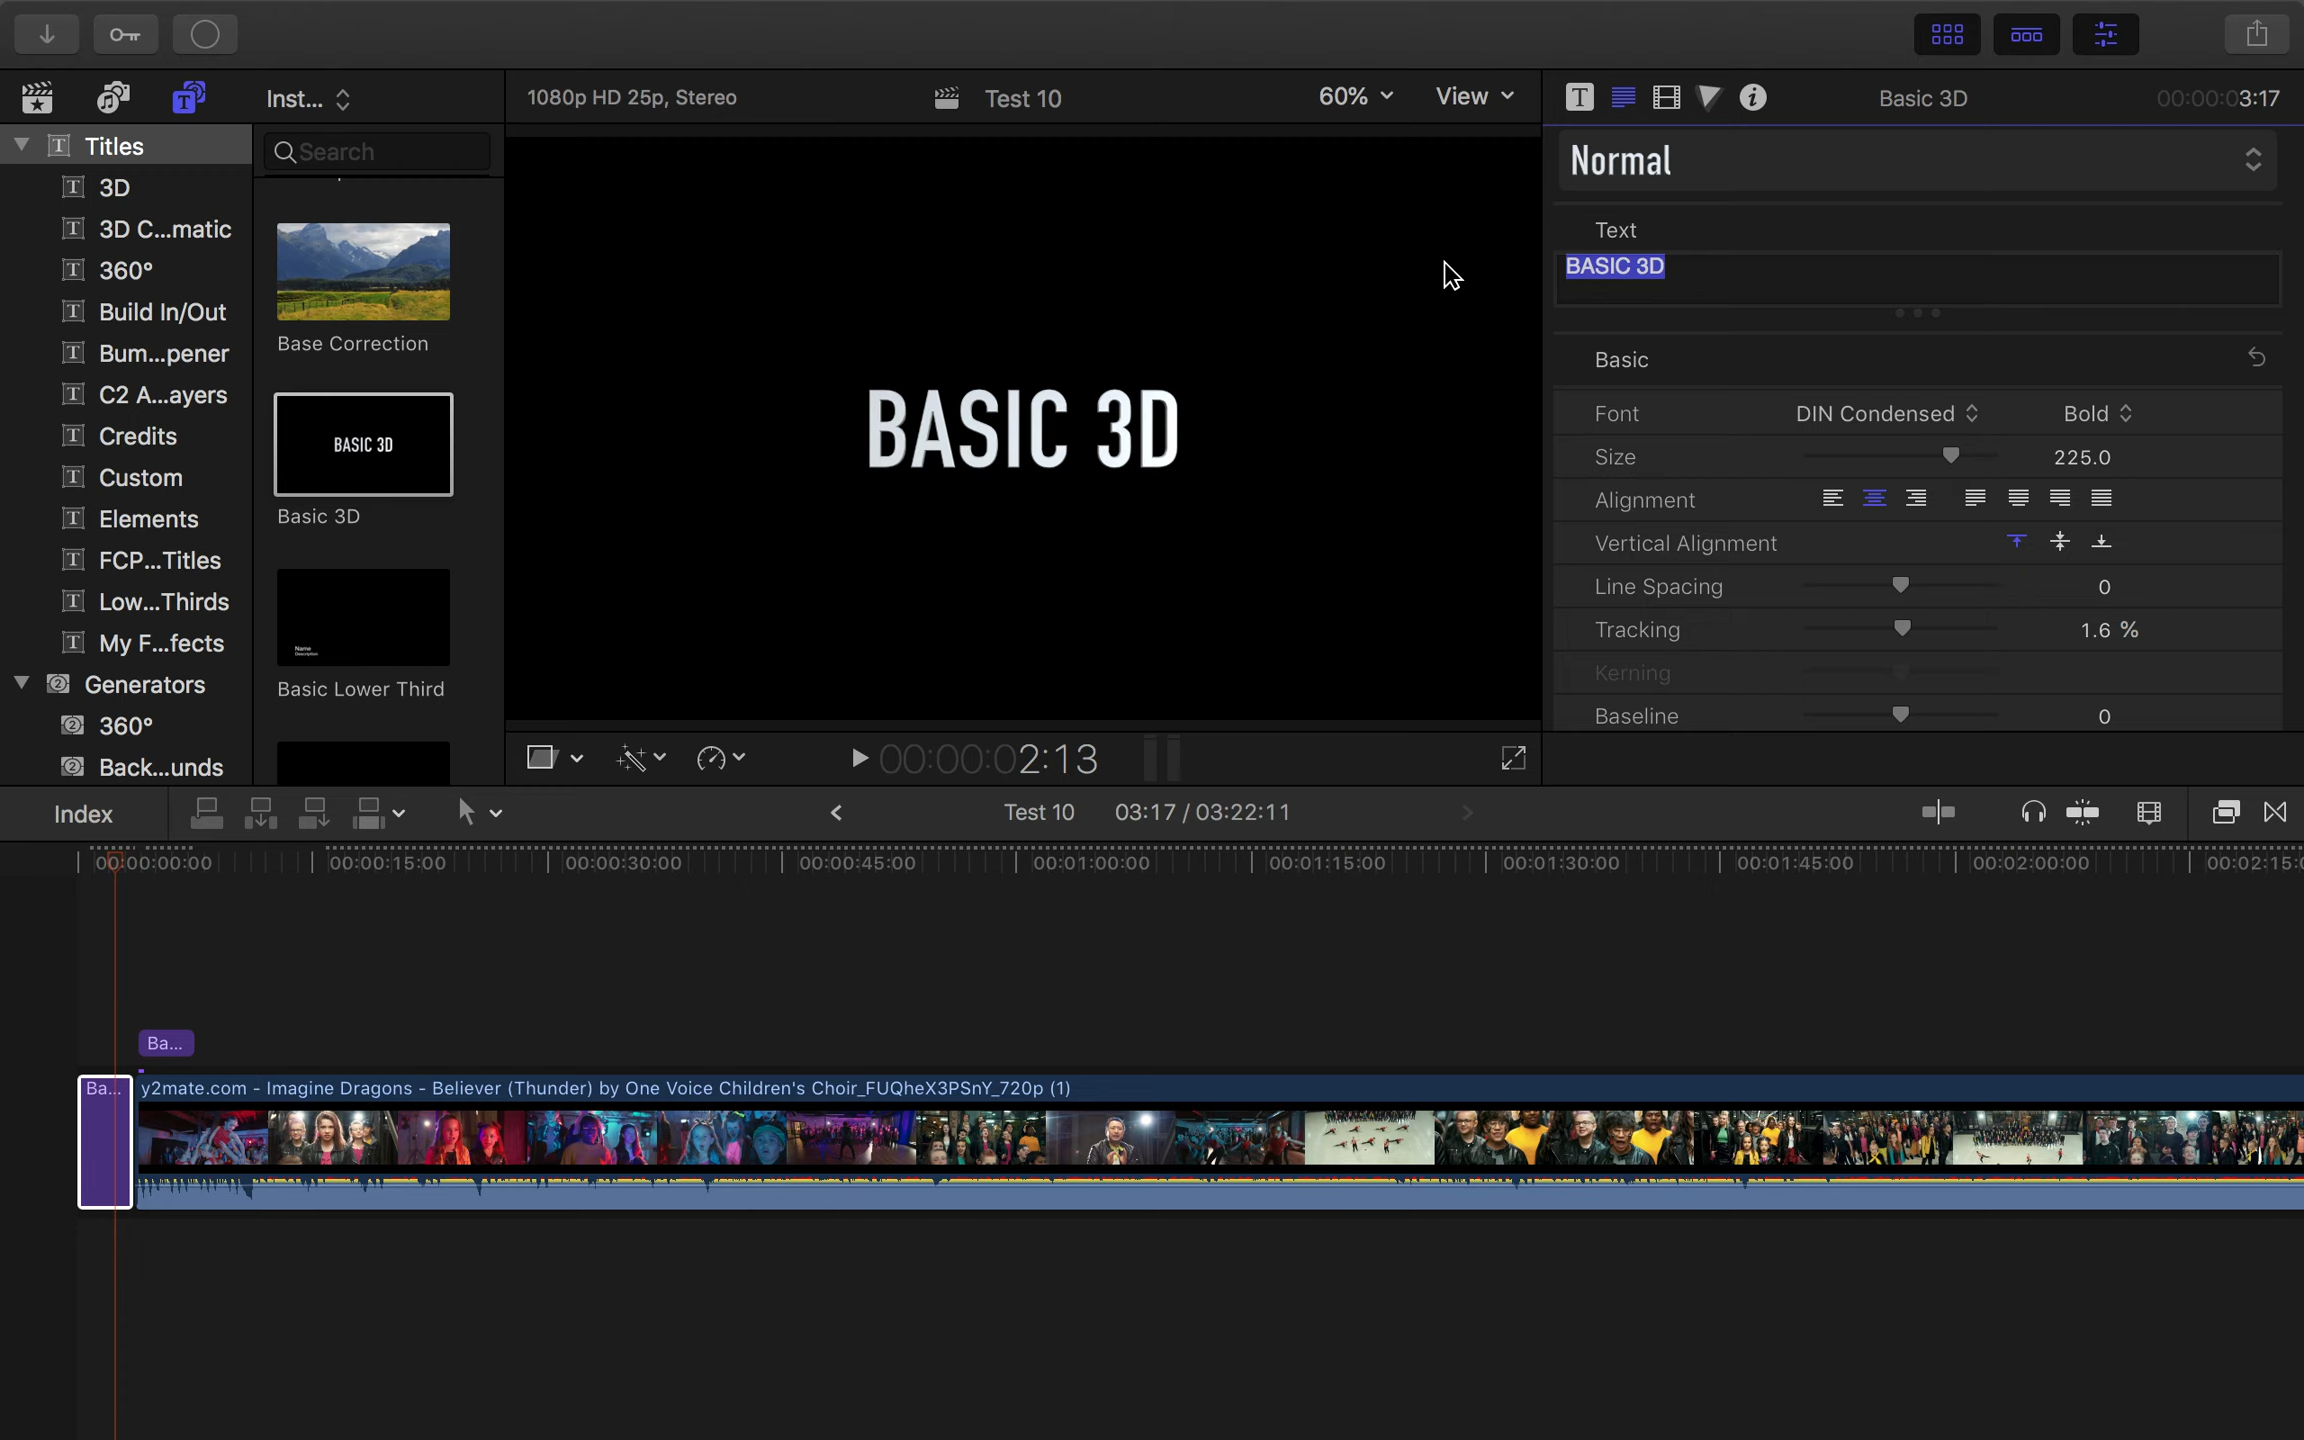 Inst...
1080p HD 25p, Stereo
Test 10
60%
View
Basic 3D
00:00:03:17
Titles
3D
3D C...matic
360°
Build In/Out
Bum...pener
C2 A...ayers
Credits
Custom
Elements
FCP...Titles
Low...Thirds
My F...fects
Generators
360°
Back...unds
Search
Base Correction
BASIC 3D
Basic 3D
Name
Description
Basic Lower Third
BASIC 3D
00:00:02:13
Normal
Text
BASIC 3D
Basic
Font DIN Condensed Bold
Size 225.0
Alignment
Vertical Alignment
Line Spacing 0
Tracking 1.6 %
Kerning
Baseline 0
Index
Test 10 03:17 / 03:22:11
00:00:00:00 00:00:15:00 00:00:30:00 00:00:45:00 00:01:00:00 00:01:15:00 00:01:30:00 00:01:45:00 00:02:00:00 00:02:15:0
Ba...
Ba... y2mate.com - Imagine Dragons - Believer (Thunder) by One Voice Children's Choir_FUQheX3PSnY_720p (1)